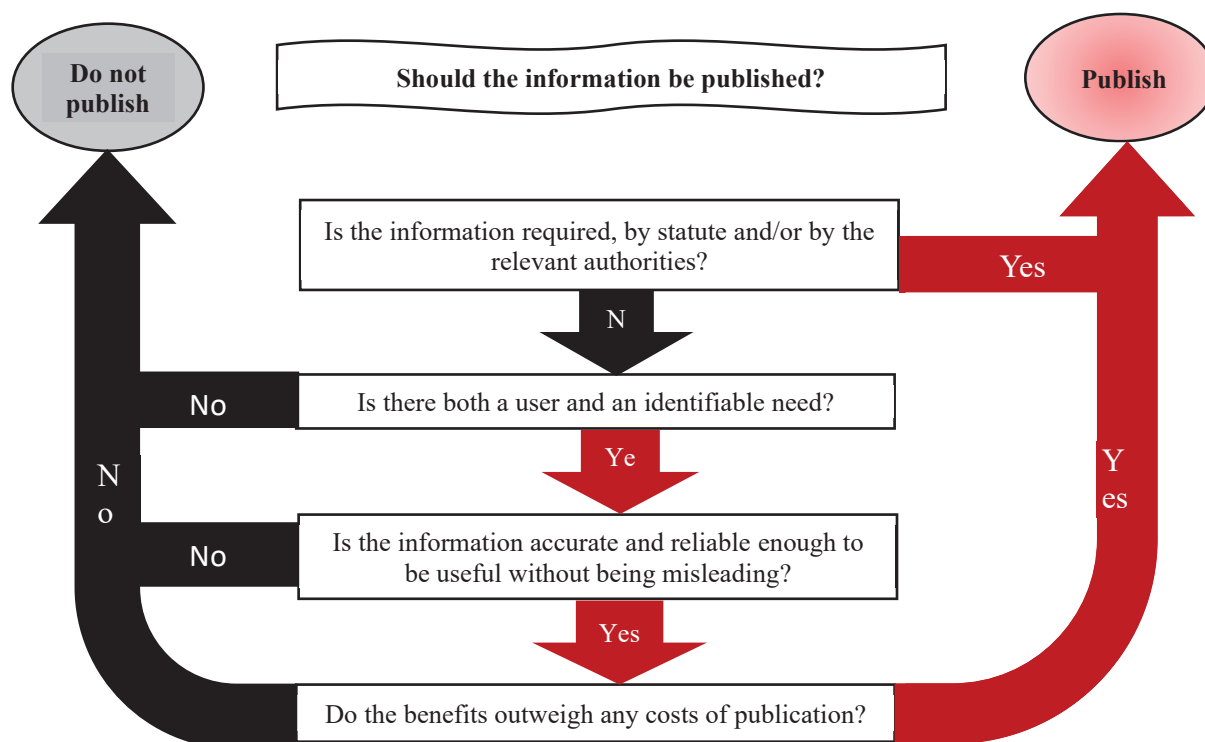 Do not
publish
Should the information be published?
Publish
Is the information required, by statute and/or by the
relevant authorities?
Yes
N
No
Is there both a user and an identifiable need?
Ye
N
o
Y
es
No
Is the information accurate and reliable enough to
be useful without being misleading?
Yes
Do the benefits outweigh any costs of publication?